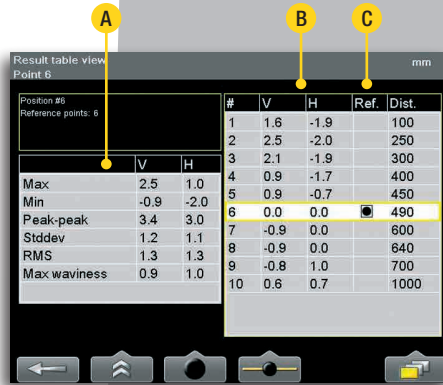 A B C
Result table view mm
Point 6
Position #6
Reference points: 6
V H
Max 2.5 1.0
Min -0.9 -2.0
Peak-peak 3.4 3.0
Stddev 1.2 1.1
RMS 1.3 1.3
Max waviness 0.9 1.0
# V H Ref. Dist.
1 1.6 -1.9 100
2 2.5 -2.0 250
3 2.1 -1.9 300
4 0.9 -1.7 400
5 0.9 -0.7 450
6 0.0 0.0 490
7 -0.9 0.0 600
8 -0.9 0.0 640
9 -0.8 1.0 700
10 0.6 0.7 1000